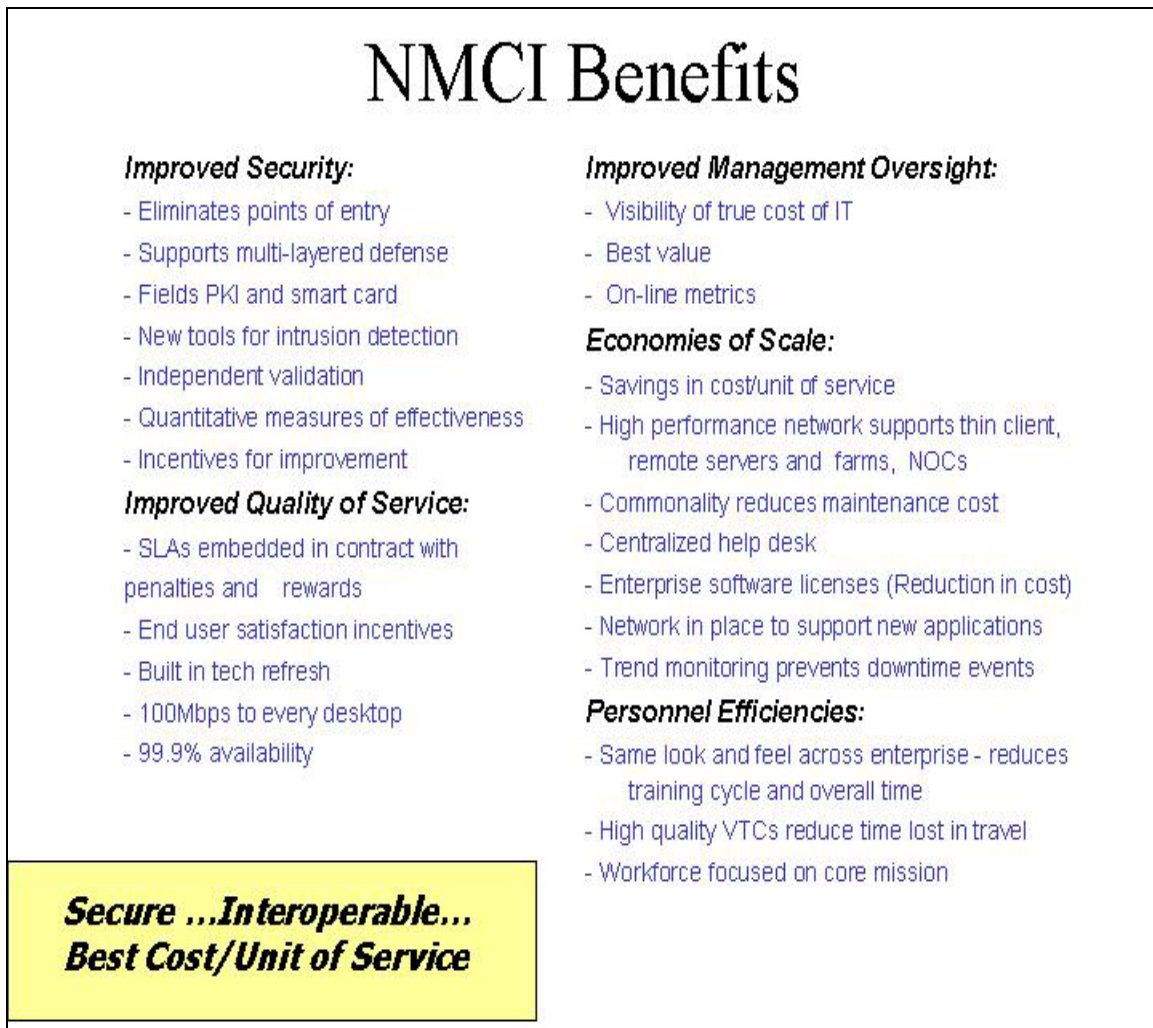 NMCI Benefits
Improved Security:
- Eliminates points of entry
- Supports multi-layered defense
- Fields PKI and smart card
- New tools for intrusion detection
- Independent validation
- Quantitative measures of effectiveness
- Incentives for improvement
Improved Quality of Service:
- SLAs embedded in contract with
penalties and rewards
- End user satisfaction incentives
- Built in tech refresh
- 100Mbps to every desktop
- 99.9% availability
Improved Management Oversight:
- Visibility of true cost of IT
- Best value
- On-line metrics
Economies of Scale:
- Savings in cost/unit of service
- High performance network supports thin client,
remote servers and farms, NOCs
- Commonality reduces maintenance cost
- Centralized help desk
- Enterprise software licenses (Reduction in cost)
- Network in place to support new applications
- Trend monitoring prevents downtime events
Personnel Efficiencies:
- Same look and feel across enterprise - reduces
training cycle and overall time
- High quality VTCs reduce time lost in travel
- Workforce focused on core mission
Secure ...Interoperable...
Best Cost/Unit of Service